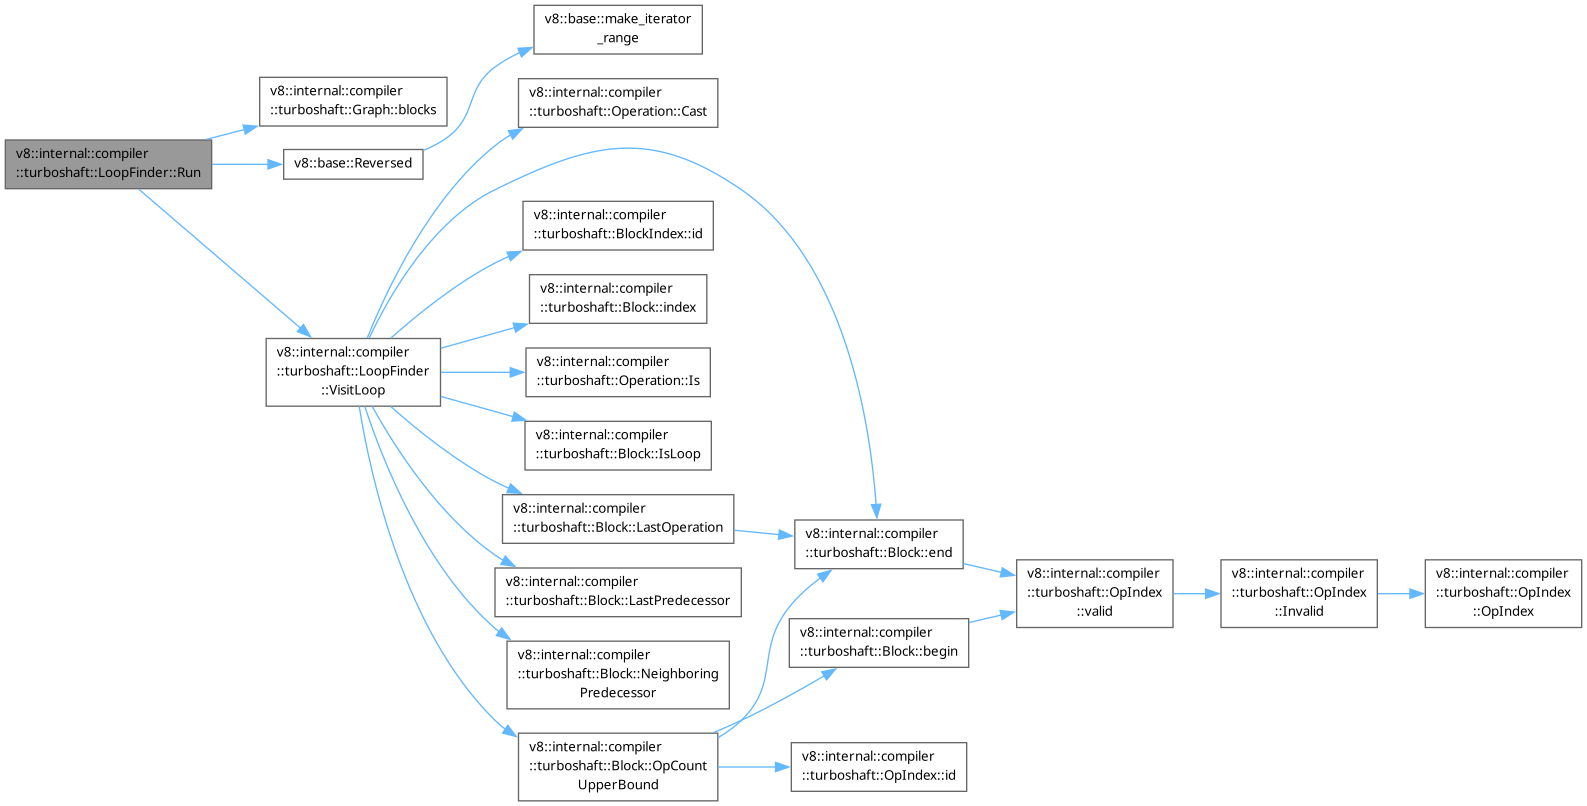 v8::base::make_iterator
_range
v8::internal::compiler
::turboshaft::Graph::blocks
v8::internal::compiler
::turboshaft::Operation::Cast
v8::internal::compiler
::turboshaft::LoopFinder::Run
v8::base::Reversed
v8::internal::compiler
::turboshaft::BlockIndex::id
v8::internal::compiler
::turboshaft::Block::index
v8::internal::compiler
::turboshaft::LoopFinder
::VisitLoop
v8::internal::compiler
::turboshaft::Operation::Is
v8::internal::compiler
::turboshaft::Block::IsLoop
v8::internal::compiler
::turboshaft::Block::LastOperation
v8::internal::compiler
::turboshaft::Block::end
v8::internal::compiler
::turboshaft::OpIndex
::valid
v8::internal::compiler
::turboshaft::OpIndex
::Invalid
v8::internal::compiler
::turboshaft::OpIndex
::OpIndex
v8::internal::compiler
::turboshaft::Block::LastPredecessor
v8::internal::compiler
::turboshaft::Block::begin
v8::internal::compiler
::turboshaft::Block::Neighboring
Predecessor
v8::internal::compiler
::turboshaft::Block::OpCount
UpperBound
v8::internal::compiler
::turboshaft::OpIndex::id